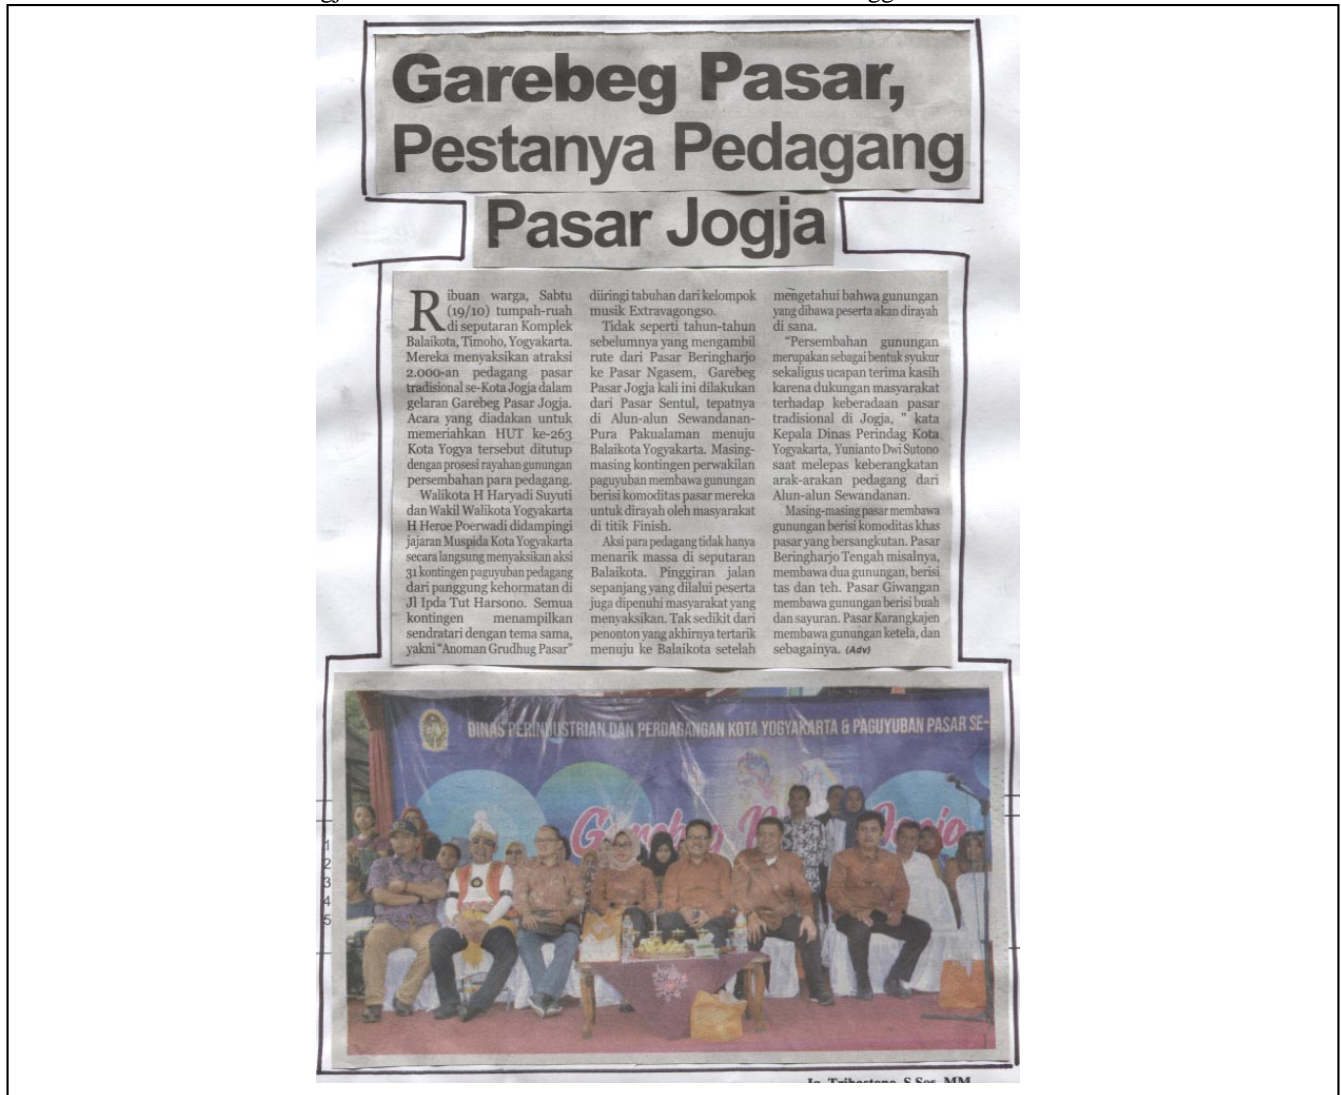 Garebeg Pasar,
Pestanya Pedagang
Pasar Jogja
Ribuan warga, Sabtu
(19/10) tumpah-ruah
di seputaran Komplek
Balaikota, Timoho, Yogyakarta.
Mereka menyaksikan atraksi
2.000-an pedagang pasar
tradisional se-Kota Jogja dalam
gelaran Garebeg Pasar Jogja.
Acara yang diadakan untuk
memeriahkan HUT ke-263
Kota Yogya tersebut ditutup
dengan prosesi rayahan gunungan
persembahan para pedagang.
Walikota H Haryadi Suyuti
dan Wakil Walikota Yogyakarta
H Heroe Poerwadi didampingi
jajaran Muspida Kota Yogyakarta
secara langsung menyaksikan aksi
31 kontingen paguyuban pedagang
dari panggung kehormatan di
Jl Ipda Tut Harsono. Semua
kontingen menampilkan
sendratari dengan tema sama,
yakni "Anoman Grudhug Pasar"
diiringi tabuhan dari kelompok
musik Extravagongso.
Tidak seperti tahun-tahun
sebelumnya yang mengambil
rute dari Pasar Beringharjo
ke Pasar Ngasem, Garebeg
Pasar Jogja kali ini dilakukan
dari Pasar Sentul, tepatnya
di Alun-alun Sewandanan-
Pura Pakualaman menuju
Balaikota Yogyakarta. Masing-
masing kontingen perwakilan
paguyuban membawa gunungan
berisi komoditas pasar mereka
untuk dirayah oleh masyarakat
di titik Finish.
Aksi para pedagang tidak hanya
menarik massa di seputaran
Balaikota. Pinggiran jalan
sepanjang yang dilalui peserta
juga dipenuhi masyarakat yang
menyaksikan. Tak sedikit dari
penonton yang akhirnya tertarik
menuju ke Balaikota setelah
mengetahui bahwa gunungan
yang dibawa peserta akan dirayah
di sana.
"Persembahan gunungan
merupakan sebagai bentuk syukur
sekaligus ucapan terima kasih
karena dukungan masyarakat
terhadap keberadaan pasar
tradisional di Jogja, " kata
Kepala Dinas Perindag Kota
Yogyakarta, Yunianto Dwi Sutono
saat melepas keberangkatan
arak-arakan pedagang dari
Alun-alun Sewandanan.
Masing-masing pasar membawa
gunungan berisi komoditas khas
pasar yang bersangkutan. Pasar
Beringharjo Tengah misalnya,
membawa dua gunungan, berisi
tas dan teh. Pasar Giwangan
membawa gunungan berisi buah
dan sayuran. Pasar Karangkajen
membawa gunungan ketela, dan
sebagainya. (Adv)
DINAS PERINDUSTRIAN DAN PERDAGANGAN KOTA YOGYAKARTA & PAGUYUBAN PASAR SE-
Garebeg Jogja
1
2
3
4
5